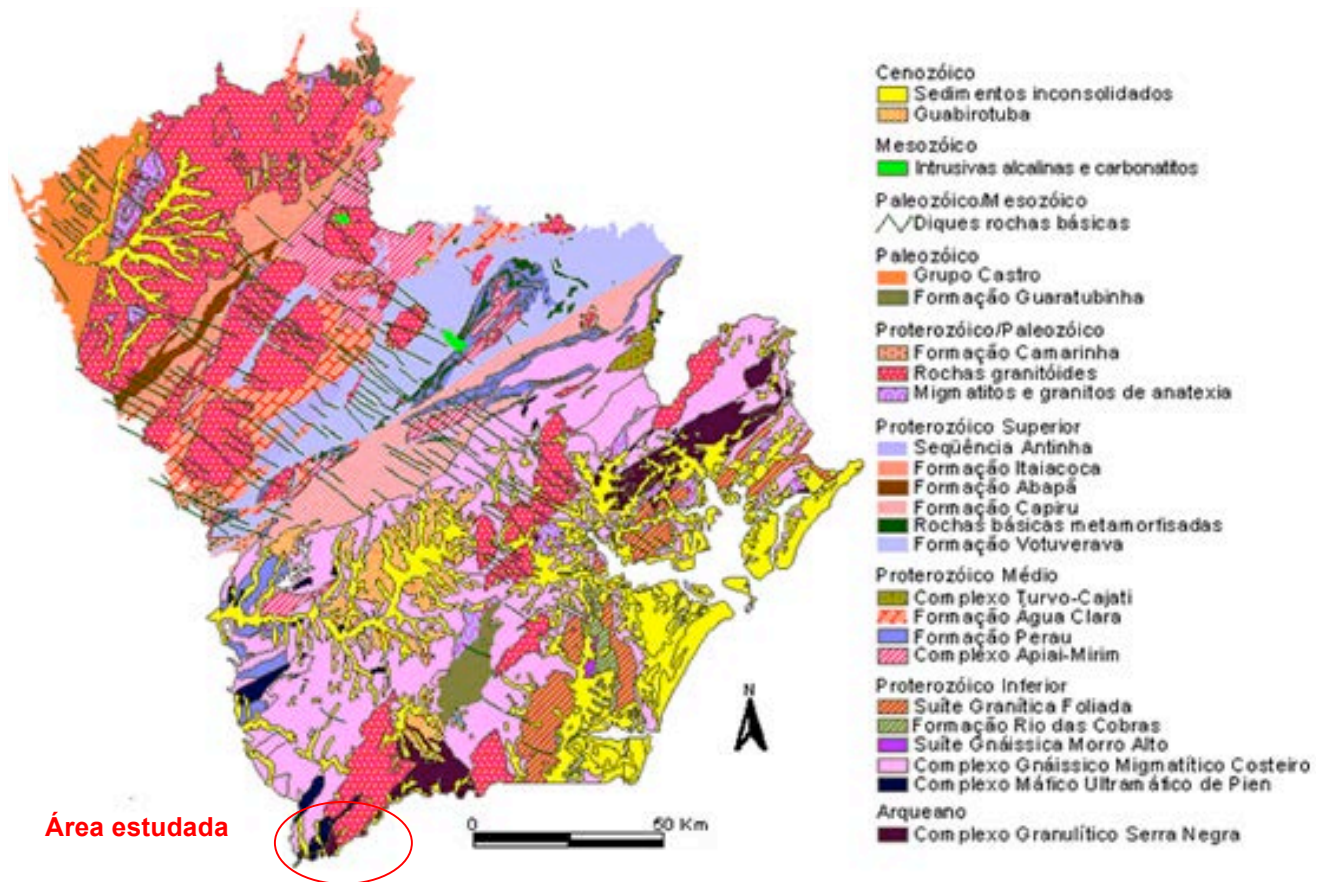 Cenozóico
Sedimentos inconsolidados
Guabirotuba
Mesozóico
Intrusivas alcalinas e carbonatitos
Paleozóico/Mesozóico
Diques rochas básicas
Paleozóico
Grupo Castro
Formação Guaratubinha
Proterozóico/Paleozóico
Formação Camarinha
Rochas granitóides
Migmatitos e granitos de anatexia
Proterozóico Superior
Seqüência Antinha
Formação Itaiacoca
Formação Abapã
Formação Capiru
Rochas básicas metamorfisadas
Formação Votuverava
Proterozóico Médio
Complexo Turvo-Cajati
Formação Água Clara
Formação Perau
Complexo Apiai-Mirim
Proterozóico Inferior
Suíte Granítica Foliada
Formação Rio das Cobras
Suíte Gnáissica Morro Alto
Complexo Gnáissico Migmatítico Costeiro
Complexo Máfico Ultramáfico de Pien
Arqueano
Complexo Granulítico Serra Negra
N
Área estudada
0 50 Km